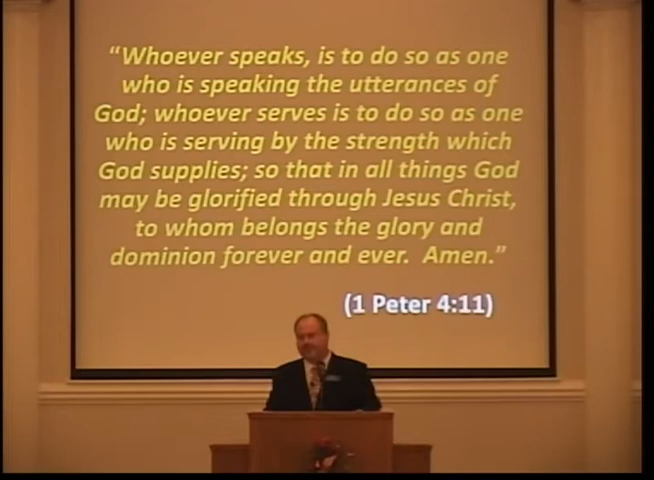 “Whoever speaks, is to do so as one
who is speaking the utterances of
God; whoever serves is to do so as one
who is serving by the strength which
God supplies; so that in all things God
may be glorified through Jesus Christ,
to whom belongs the glory and
dominion forever and ever.  Amen.”
(1 Peter 4:11)